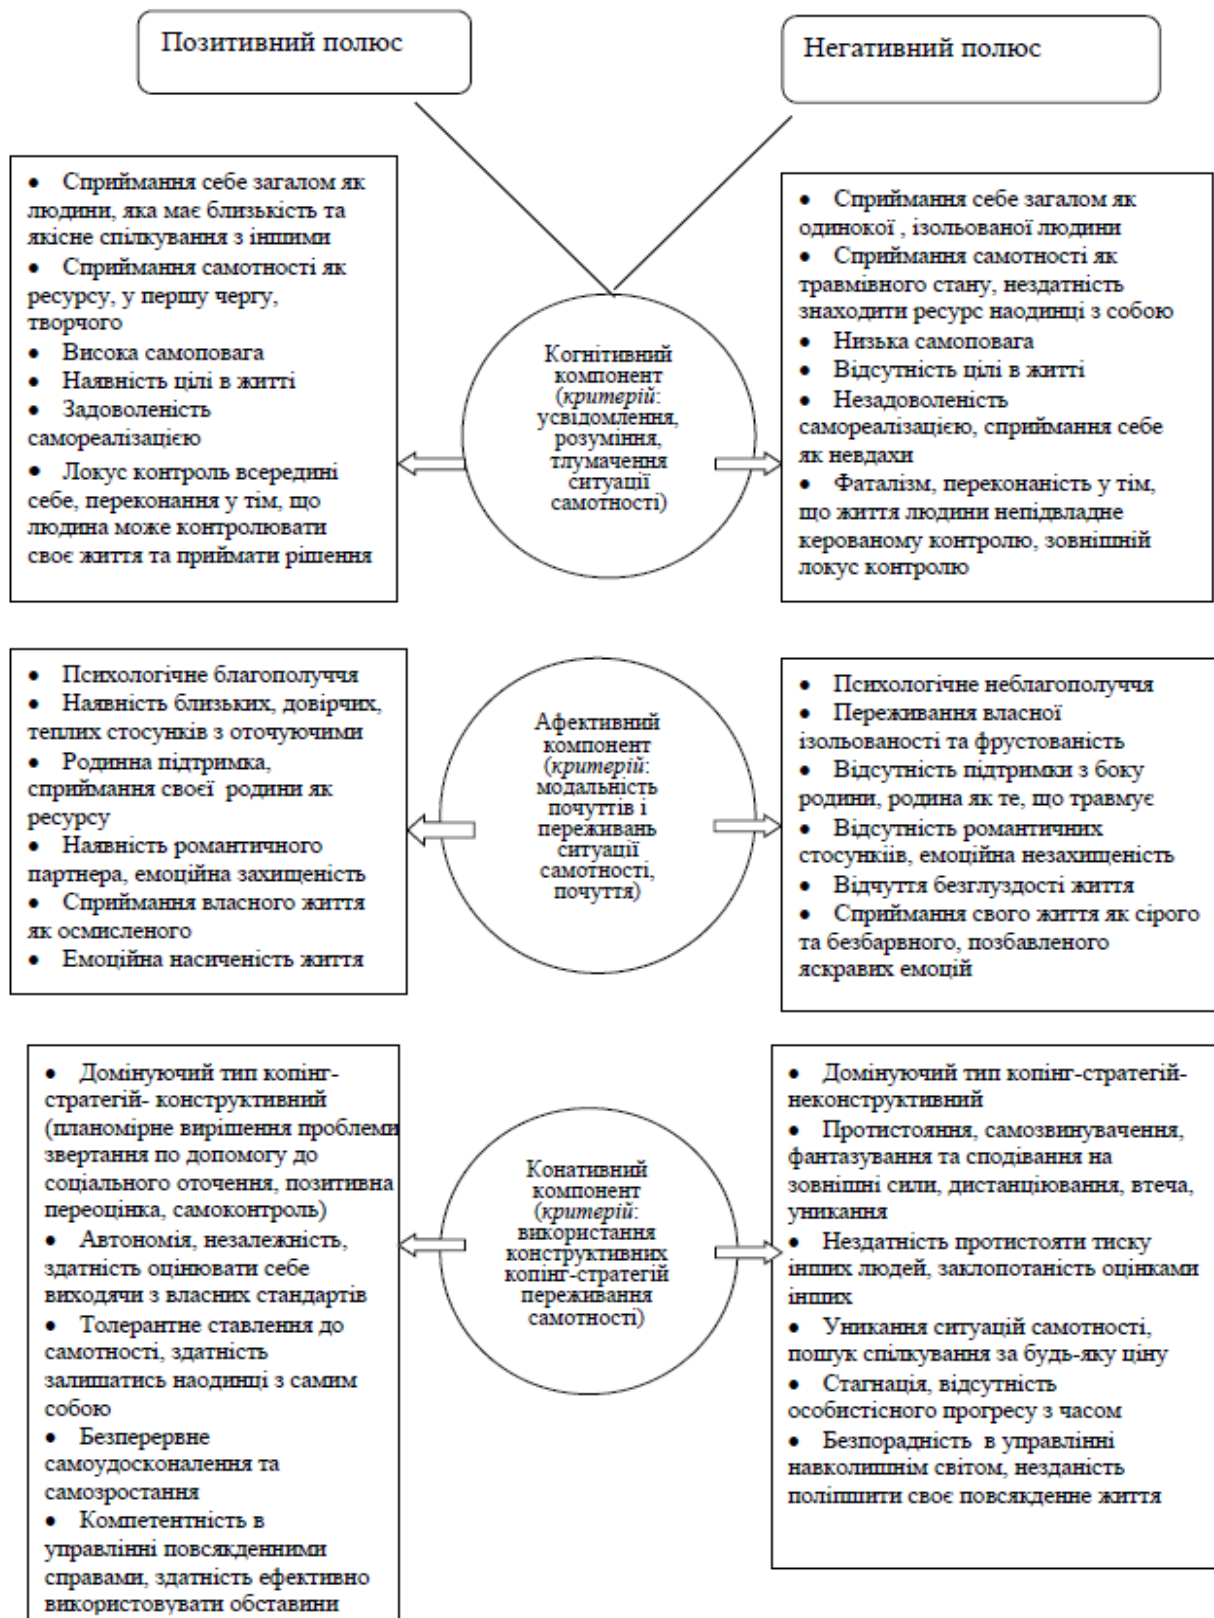 Позитивний полюс
Негативний полюс
• Сприймання себе загалом як
людини, яка має близькість та
якісне спілкування з іншими
• Сприймання самотності як
ресурсу, у першу чергу,
творчого
• Висока самоповага
• Наявність цілі в житті
• Задоволеність
самореалізацією
• Локус контроль всередині
себе, переконання у тім, що
людина може контролювати
своє життя та приймати рішення
Когнітивний
компонент
(критерій:
усвідомлення,
розуміння,
тлумачення
ситуації
самотності)
• Сприймання себе загалом як
одинокої , ізольованої людини
• Сприймання самотності як
травмівного стану, нездатність
знаходити ресурс наодинці з собою
• Низька самоповага
• Відсутність цілі в житті
• Незадоволеність
самореалізацією, сприймання себе
як невдахи
• Фаталізм, переконаність у тім,
що життя людини непідвладне
керованому контролю, зовнішній
локус контролю
• Психологічне благополуччя
• Наявність близьких, довірчих,
теплих стосунків з оточуючими
• Родинна підтримка,
сприймання своєї родини як
ресурсу
• Наявність романтичного
партнера, емоційна захищеність
• Сприймання власного життя
як осмисленого
• Емоційна насиченість життя
Афективний
компонент
(критерій:
модальність
почуттів і
переживань
ситуації
самотності,
почуття)
• Психологічне неблагополуччя
• Переживання власної
ізольованості та фрустованість
• Відсутність підтримки з боку
родини, родина як те, що травмує
• Відсутність романтичних
стосункіів, емоційна незахищеність
• Відчуття безглуздості життя
• Сприймання свого життя як сірого
та безбарвного, позбавленого
яскравих емоцій
• Домінуючий тип копінг-
стратегій- конструктивний
(планомірне вирішення проблеми
звертання по допомогу до
соціального оточення, позитивна
переоцінка, самоконтроль)
• Автономія, незалежність,
здатність оцінювати себе
виходячи з власних стандартів
• Толерантне ставлення до
самотності, здатність
залишатись наодинці з самим
собою
• Безперервне
самоудосконалення та
самозростання
• Компетентність в
управлінні повсякденними
справами, здатність ефективно
використовувати обставини
Конативний
компонент
(критерій:
використання
конструктивних
копінг-стратегій
переживання
самотності)
• Домінуючий тип копінг-стратегій-
неконструктивний
• Протистояння, самозвинувачення,
фантазування та сподівання на
зовнішні сили, дистанціювання, втеча,
уникання
• Нездатність протистояти тиску
інших людей, заклопотаність оцінками
інших
• Уникання ситуацій самотності,
пошук спілкування за будь-яку ціну
• Стагнація, відсутність
особистісного прогресу з часом
• Безпорадність в управлінні
навколишнім світом, незданість
поліпшити своє повсякденне життя